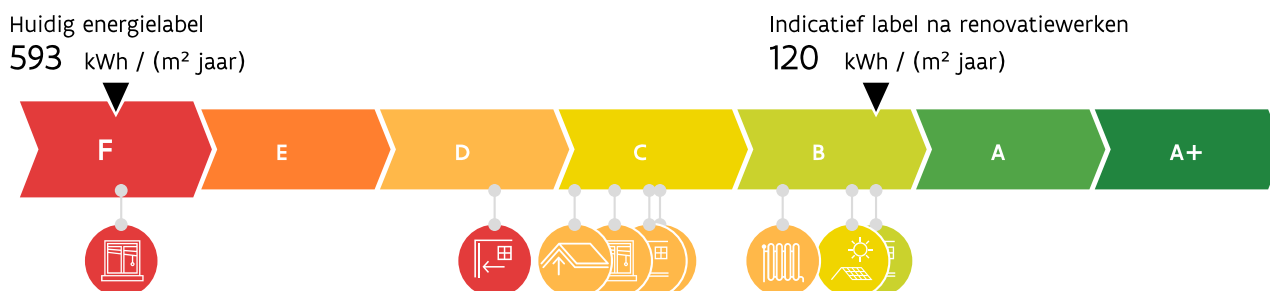 Huidig energielabel
593 kWh / (m² jaar)
Indicatief label na renovatiewerken
120 kWh / (m² jaar)
F E D C B A A+